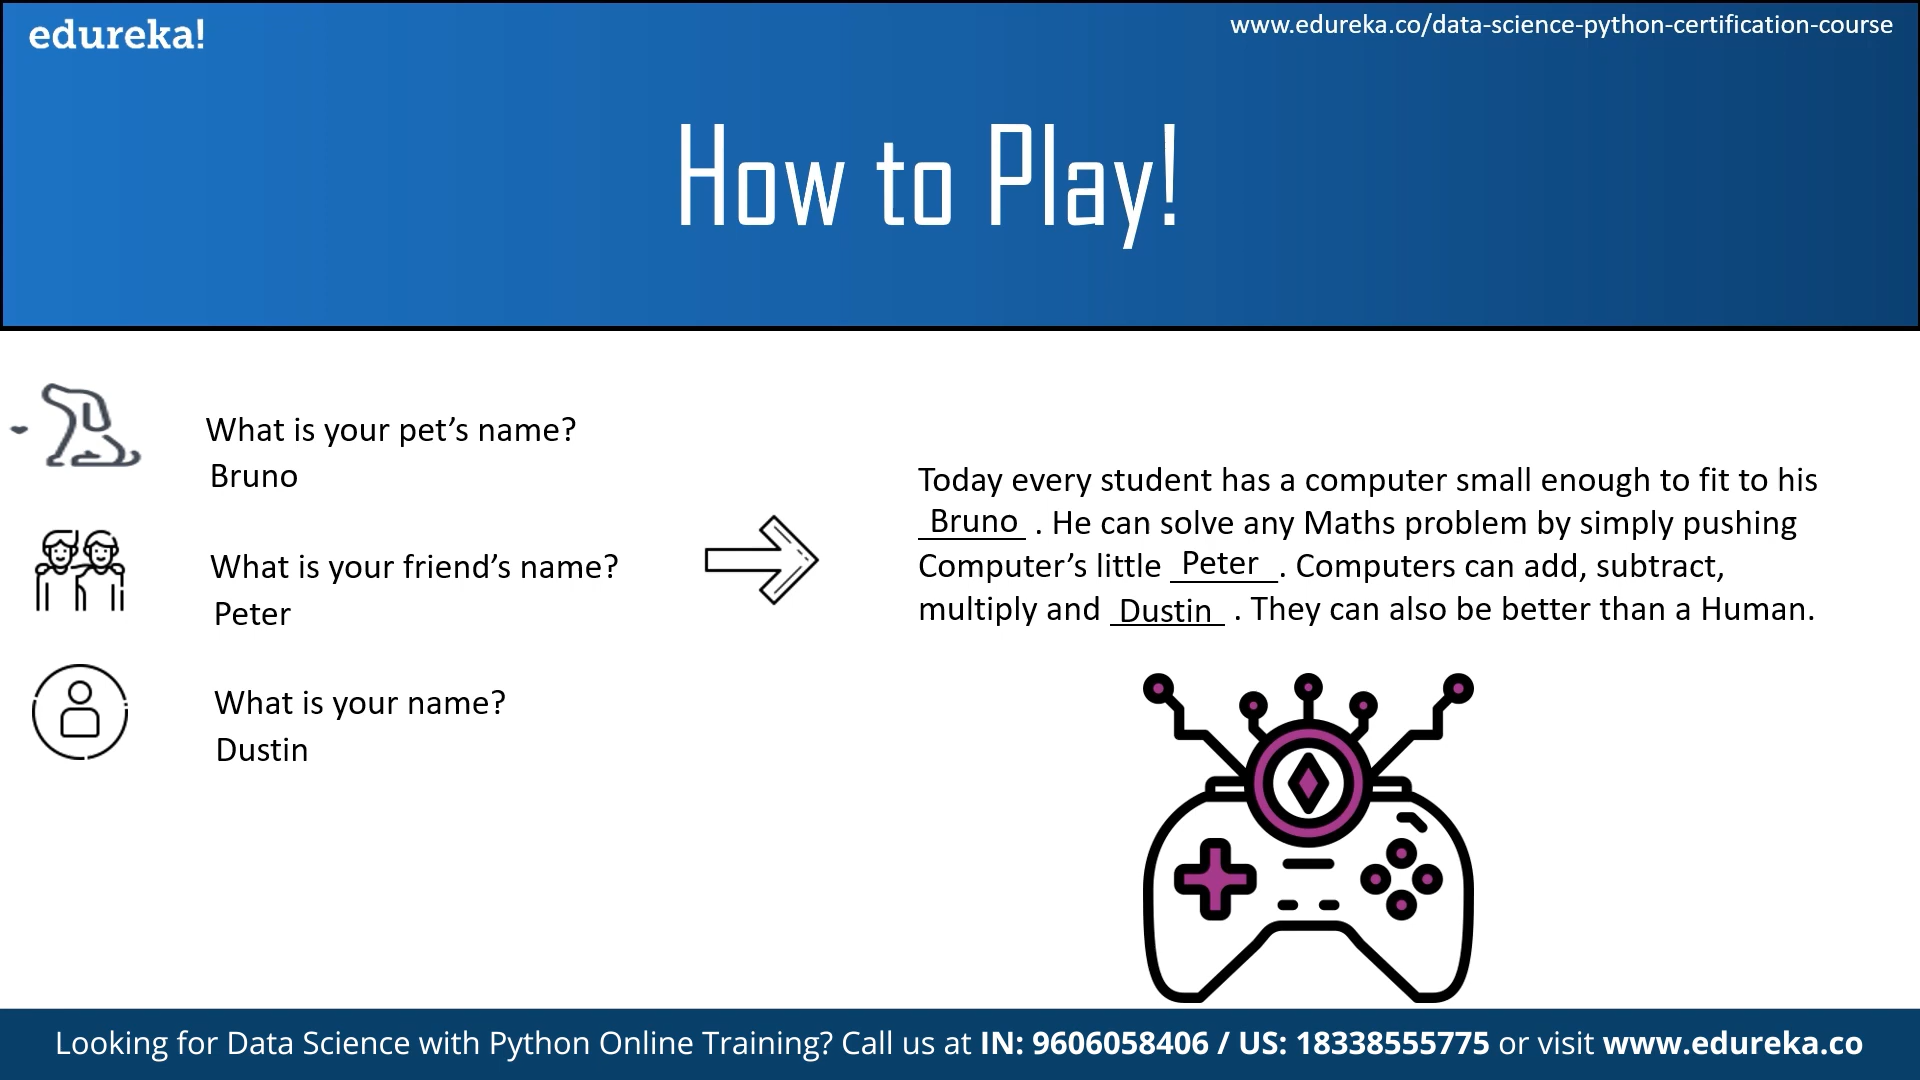 edureka!
www.edureka.co/data-science-python-certification-course
How to Play!
What is your pet’s name?
Bruno
What is your friend’s name?
Peter
What is your name?
Dustin
Today every student has a computer small enough to fit to his
Bruno . He can solve any Maths problem by simply pushing
Computer’s little Peter . Computers can add, subtract,
multiply and Dustin . They can also be better than a Human.
Looking for Data Science with Python Online Training? Call us at IN: 9606058406 / US: 18338555775 or visit www.edureka.co